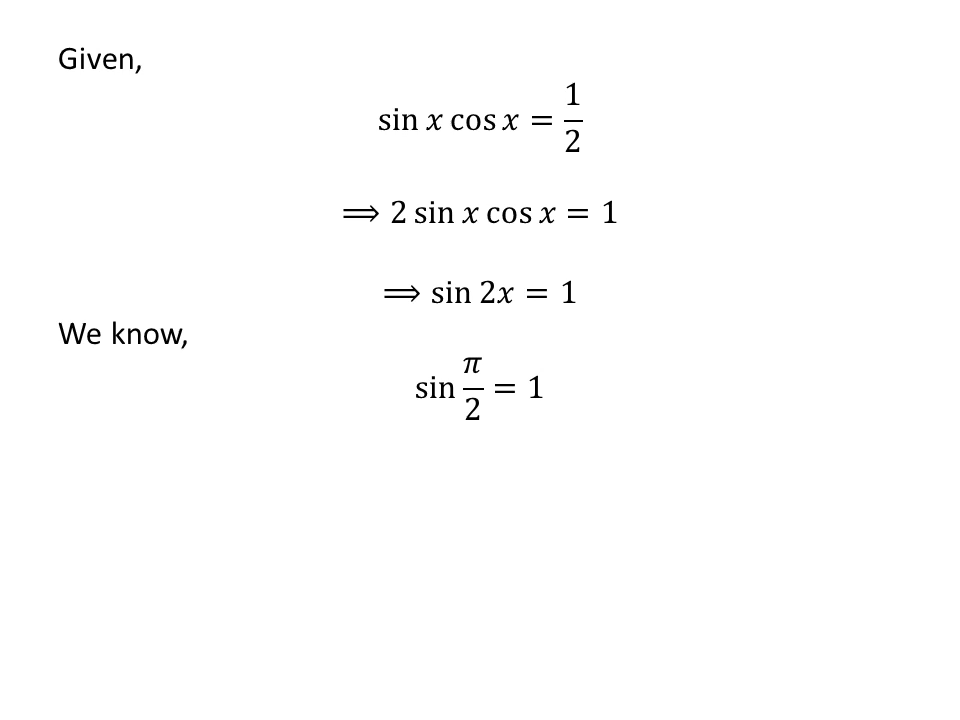 Given,
sin 𝑥 cos 𝑥 = 1/2
⟹ 2 sin 𝑥 cos 𝑥 = 1
⟹ sin 2𝑥 = 1
We know,
sin 𝜋/2 = 1